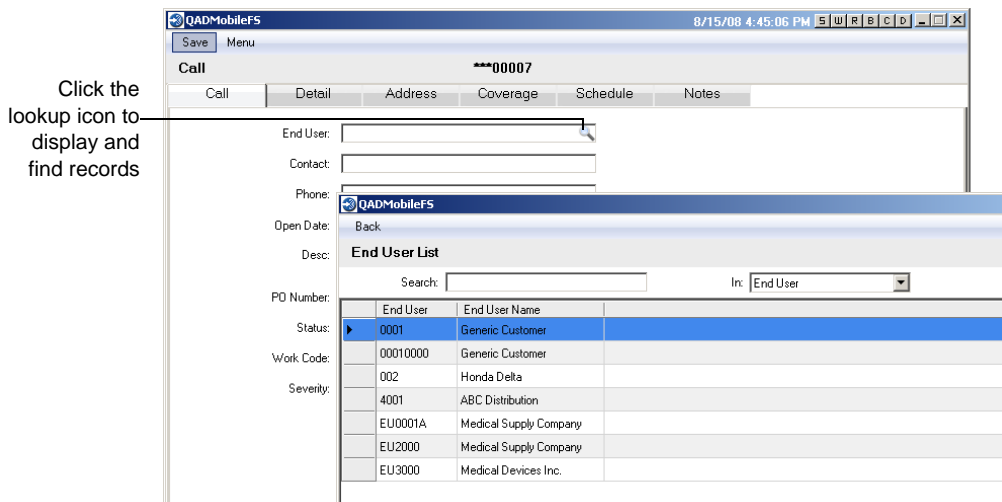 QADMobileFS 8/15/08 4:45:06 PM S W R B C D
Save Menu
Call ***00007
Call Detail Address Coverage Schedule Notes
Click the
lookup icon to
display and
find records
End User:
Contact:
Phone:
Open Date:
Desc:
PO Number:
Status:
Work Code:
Severity:
QADMobileFS
Back
End User List
Search: In: End User
End User End User Name
0001 Generic Customer
00010000 Generic Customer
002 Honda Delta
4001 ABC Distribution
EU0001A Medical Supply Company
EU2000 Medical Supply Company
EU3000 Medical Devices Inc.